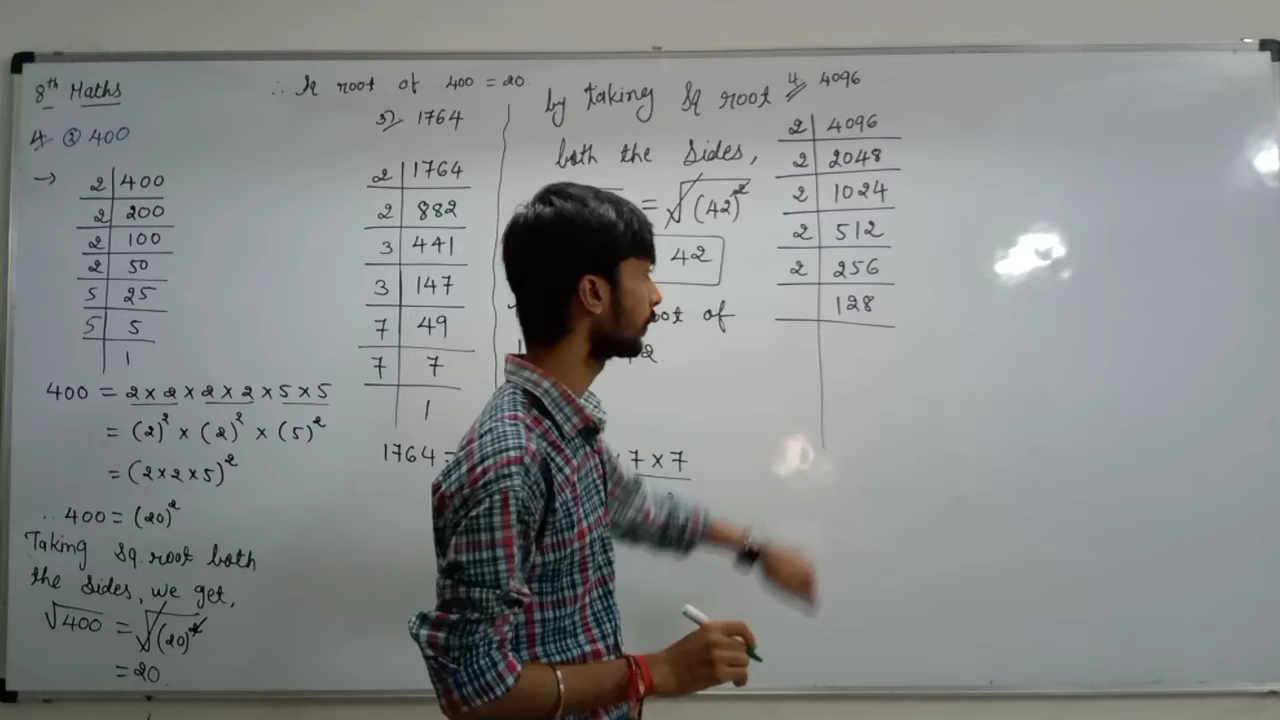 8th Maths
4. ③ 400
→
2 | 400
2 | 200
2 | 100
2 | 50
5 | 25
5 | 5
1
400 = 2 × 2 × 2 × 2 × 5 × 5
= (2)² × (2)² × (5)²
= (2×2×5)²
∴ 400 = (20)²
Taking Sq. root both
the Sides, we get,
√400 = √(20)²
= 20
∴ Sq root of 400 = 20
3) 1764
2 | 1764
2 | 882
3 | 441
3 | 147
7 | 49
7 | 7
1
1764 =
7 × 7
by taking Sq root
both the Sides,
= √(42)²
42
of
4. 4096
2 | 4096
2 | 2048
2 | 1024
2 | 512
2 | 256
128